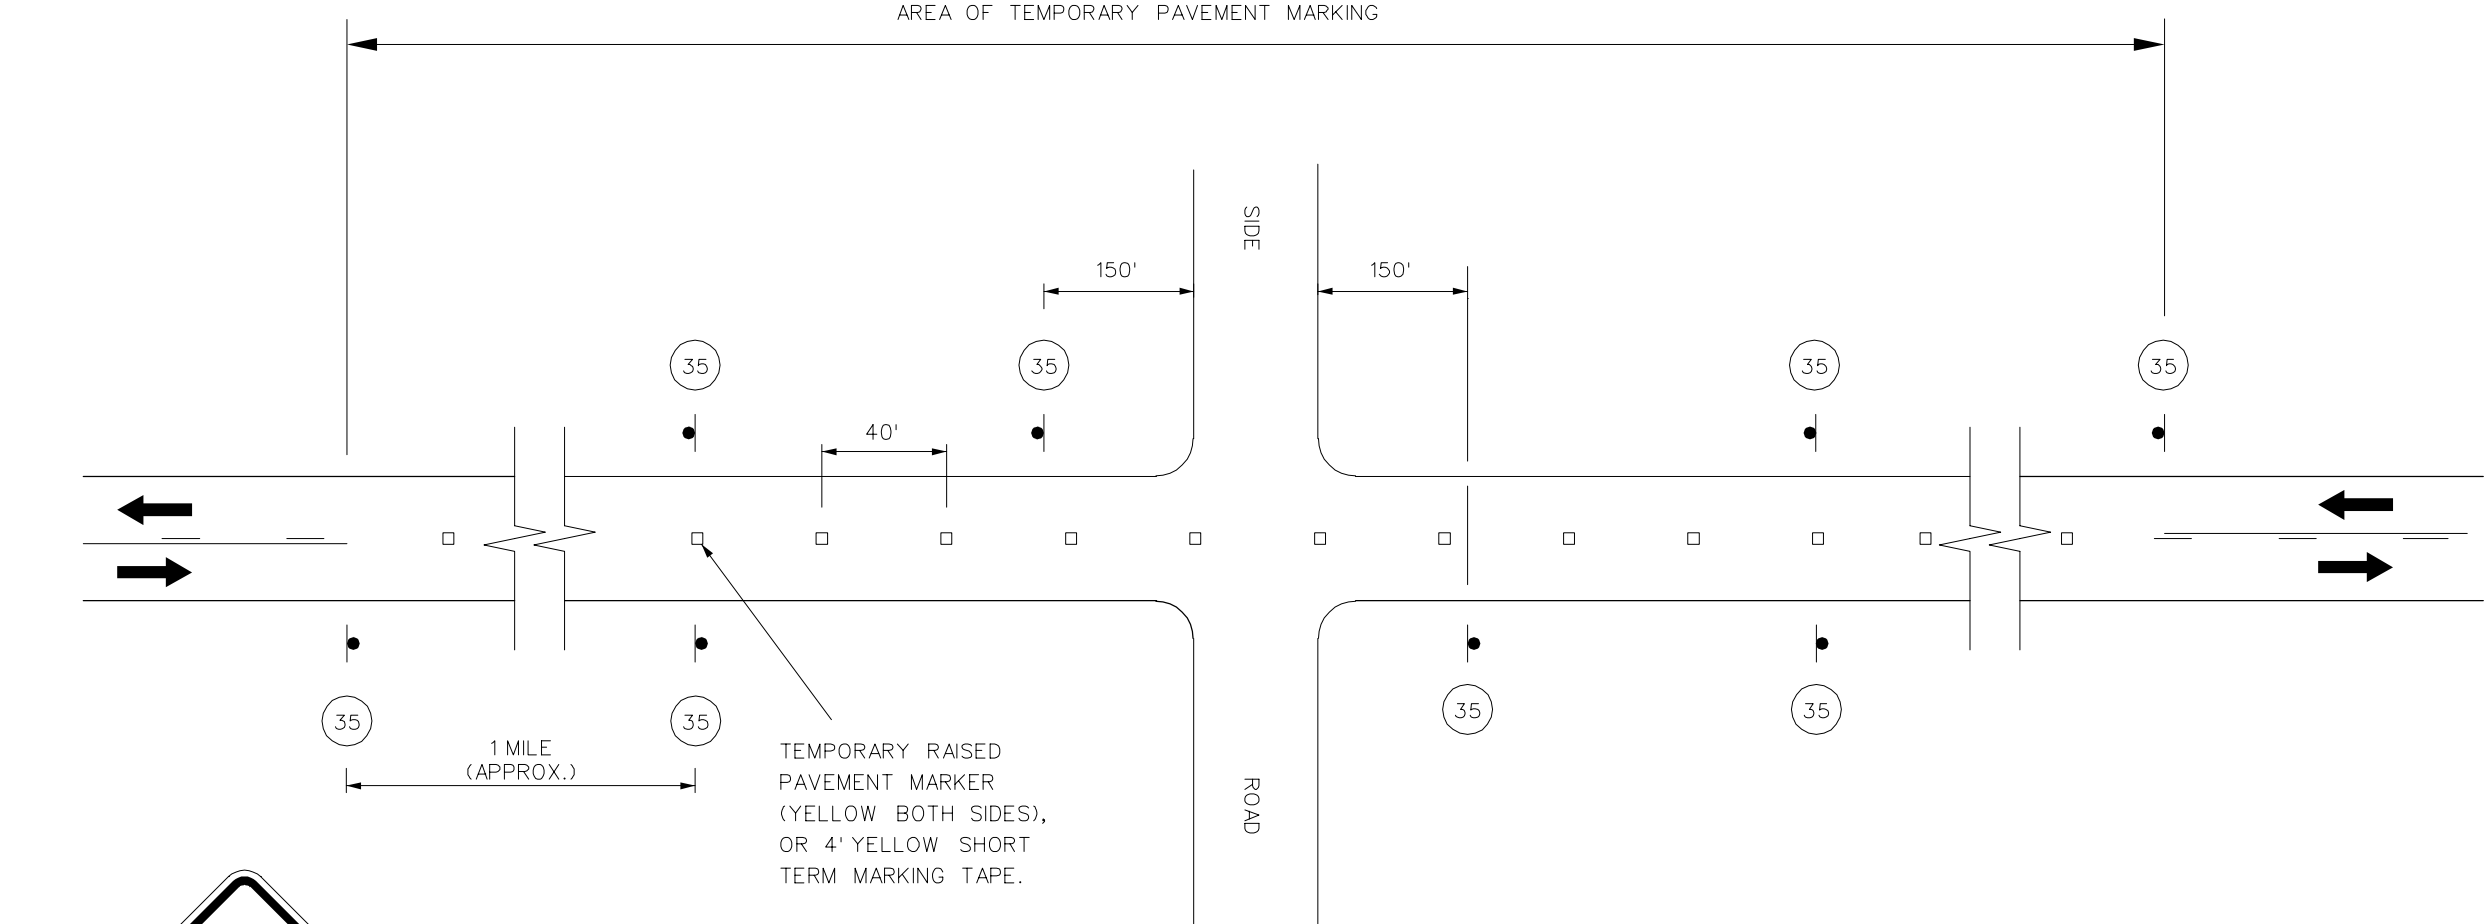 AREA OF TEMPORARY PAVEMENT MARKING
SIDE
150'
150'
35
35
35
35
40'
35
35
35
35
1 MILE
(APPROX.)
TEMPORARY RAISED
PAVEMENT MARKER
(YELLOW BOTH SIDES),
OR 4' YELLOW SHORT
TERM MARKING TAPE.
ROAD